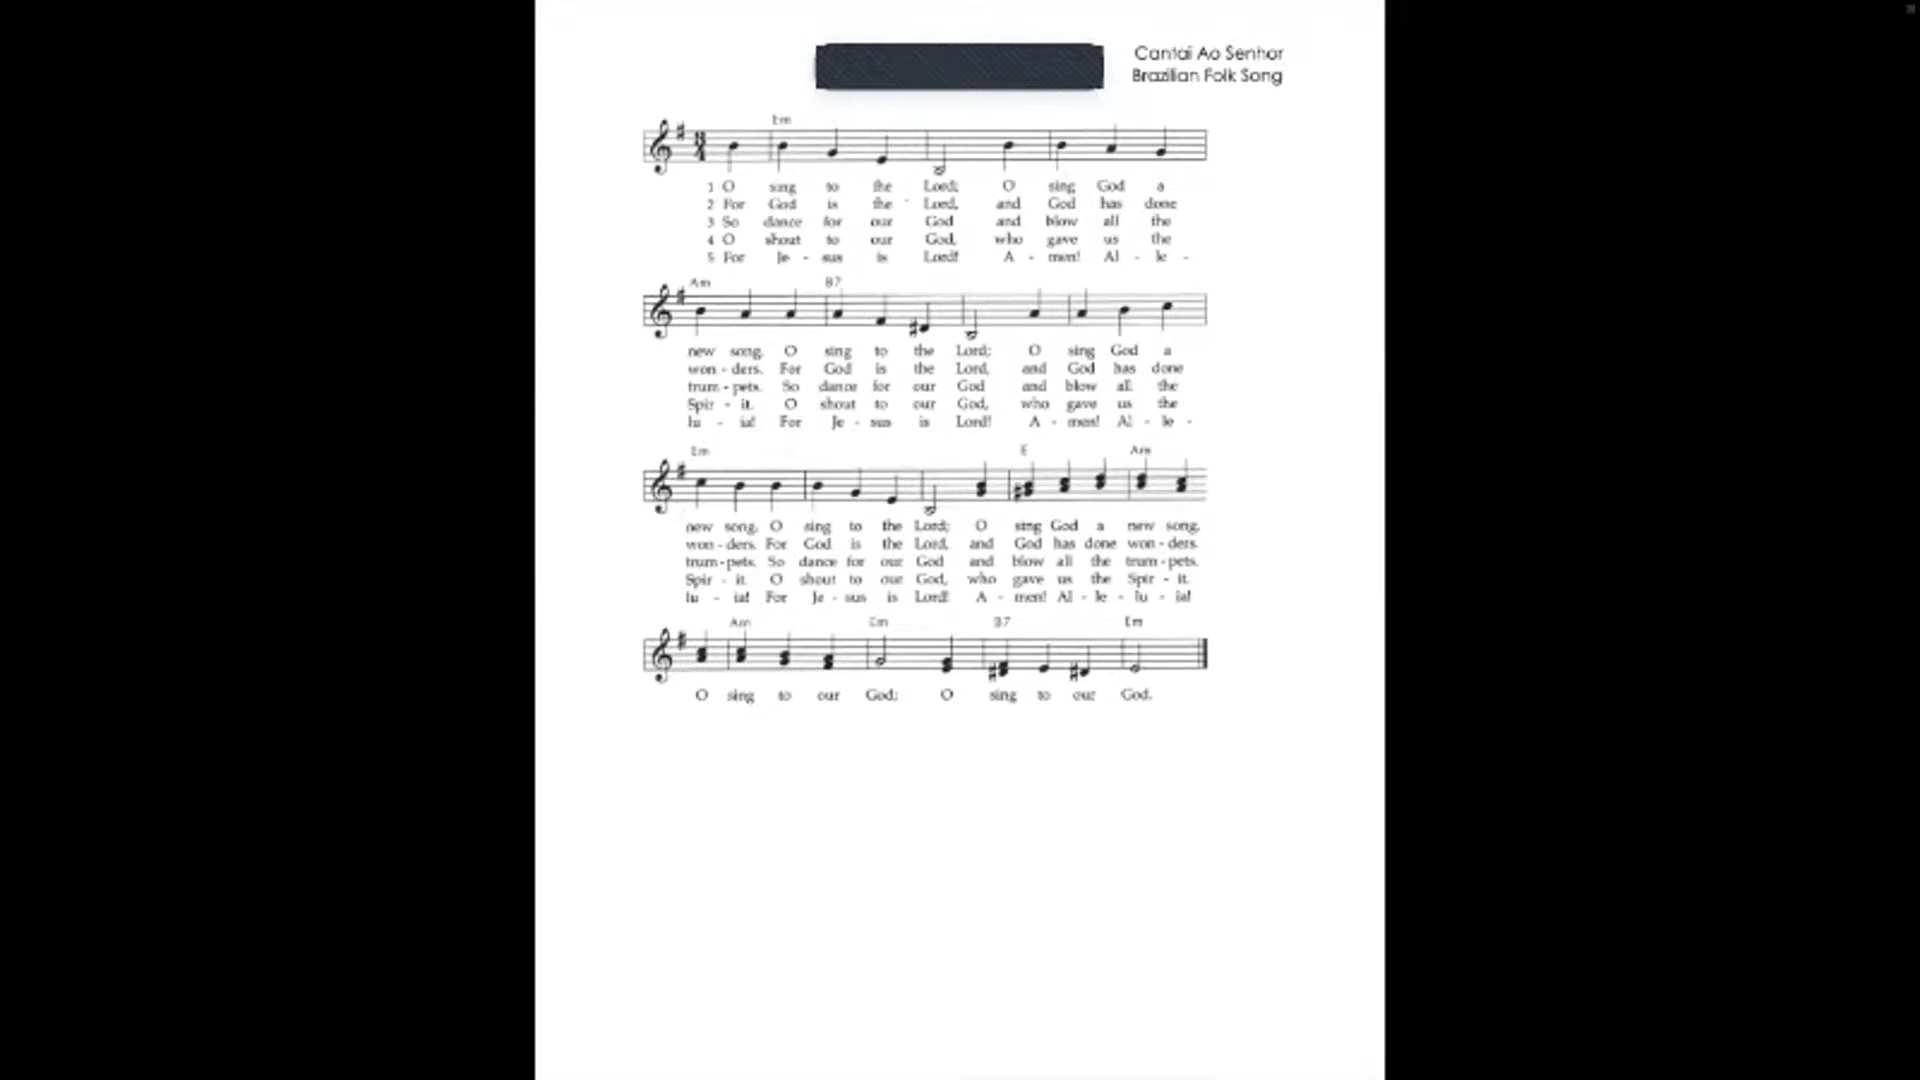 Cantai Ao Senhor
Brazilian Folk Song
Em
1 O sing to the Lord; O sing God a
2 For God is the Lord, and God has done
3 So dance for our God and blow all the
4 O shout to our God, who gave us the
5 For Je - sus is Lord! A - men! Al - le -
Am B7
new song. O sing to the Lord; O sing God a
won - ders. For God is the Lord, and God has done
trum - pets. So dance for our God and blow all the
Spir - it. O shout to our God, who gave us the
lu - ia! For Je - sus is Lord! A - men! Al - le -
Em E Am
new song. O sing to the Lord; O sing God a new song.
won - ders. For God is the Lord, and God has done won - ders.
trum - pets. So dance for our God and blow all the trum - pets.
Spir - it. O shout to our God, who gave us the Spir - it.
lu - ia! For Je - sus is Lord! A - men! Al - le - lu - ia!
Am Em B7 Em
O sing to our God; O sing to our God.